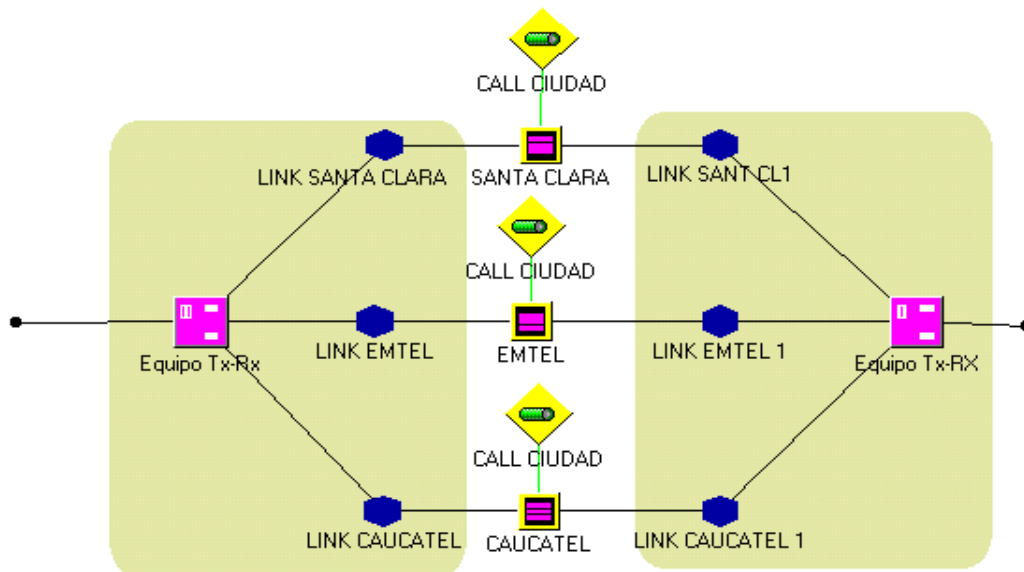 CALL CIUDAD
LINK SANTA CLARA
SANTA CLARA
LINK SANT CL1
CALL CIUDAD
Equipo Tx-Rx
LINK EMTEL
EMTEL
LINK EMTEL 1
Equipo Tx-RX
CALL CIUDAD
LINK CAUCATEL
CAUCATEL
LINK CAUCATEL 1